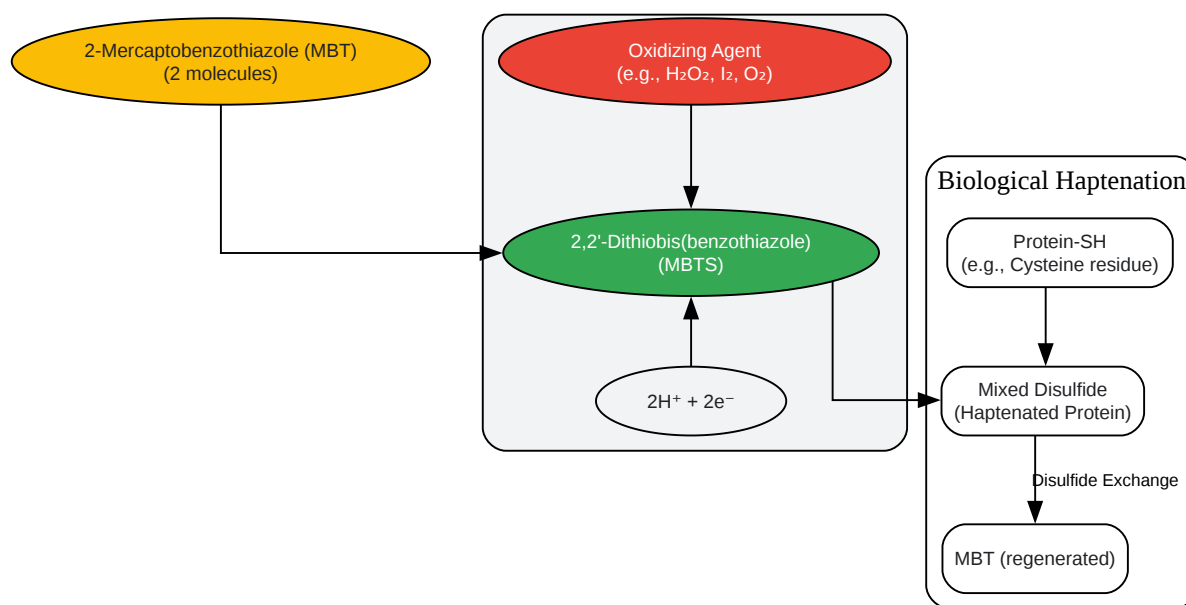 2-Mercaptobenzothiazole (MBT)
(2 molecules)
Oxidizing Agent
(e.g., H₂O₂, I₂, O₂)
2,2'-Dithiobis(benzothiazole)
(MBTS)
2H⁺ + 2e⁻
Biological Haptenation
Protein-SH
(e.g., Cysteine residue)
Mixed Disulfide
(Haptenated Protein)
Disulfide Exchange
MBT (regenerated)